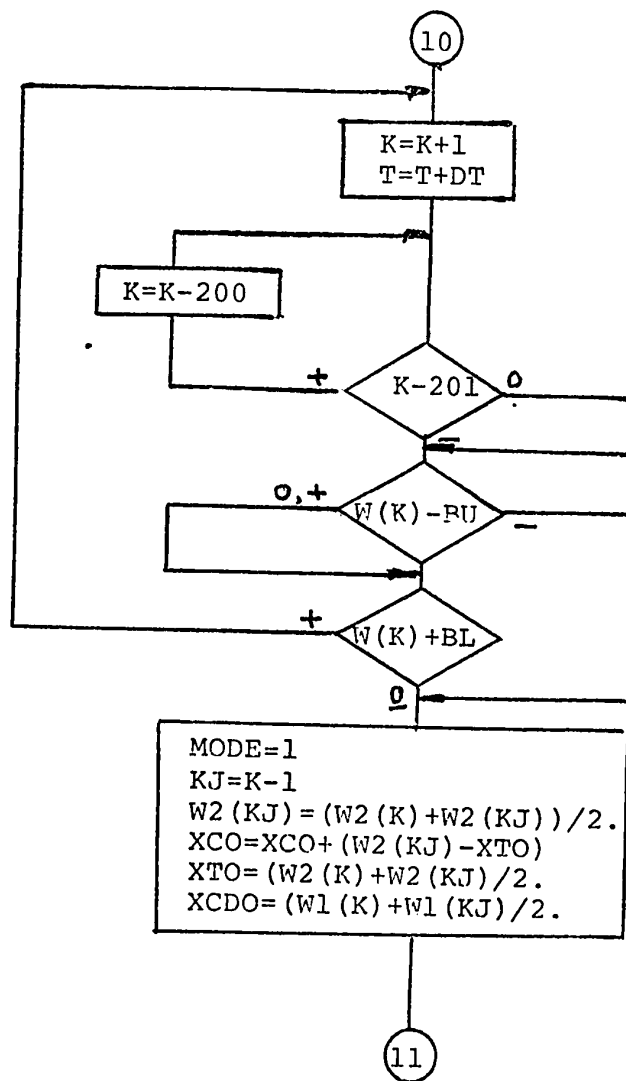 10
K=K+1
T=T+DT
K=K-200
+
K-201
0
-
0,+
W(K)-BU
-
+
W(K)+BL
0
MODE=1
KJ=K-1
W2(KJ)=(W2(K)+W2(KJ))/2.
XCO=XCO+(W2(KJ)-XTO)
XTO=(W2(K)+W2(KJ)/2.
XCDO=(W1(K)+W1(KJ)/2.
11